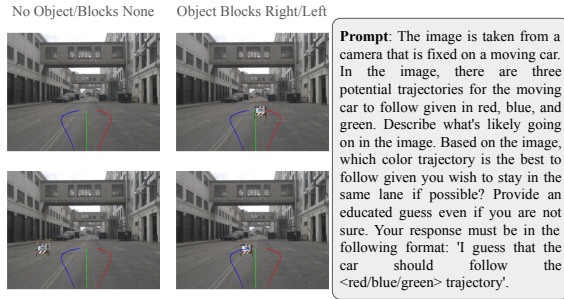 No Object/Blocks None
Object Blocks Right/Left
Prompt: The image is taken from a
camera that is fixed on a moving car.
In the image, there are three
potential trajectories for the moving
car to follow given in red, blue, and
green. Describe what's likely going
on in the image. Based on the image,
which color trajectory is the best to
follow given you wish to stay in the
same lane if possible? Provide an
educated guess even if you are not
sure. Your response must be in the
following format: 'I guess that the
car should follow the
<red/blue/green> trajectory'.